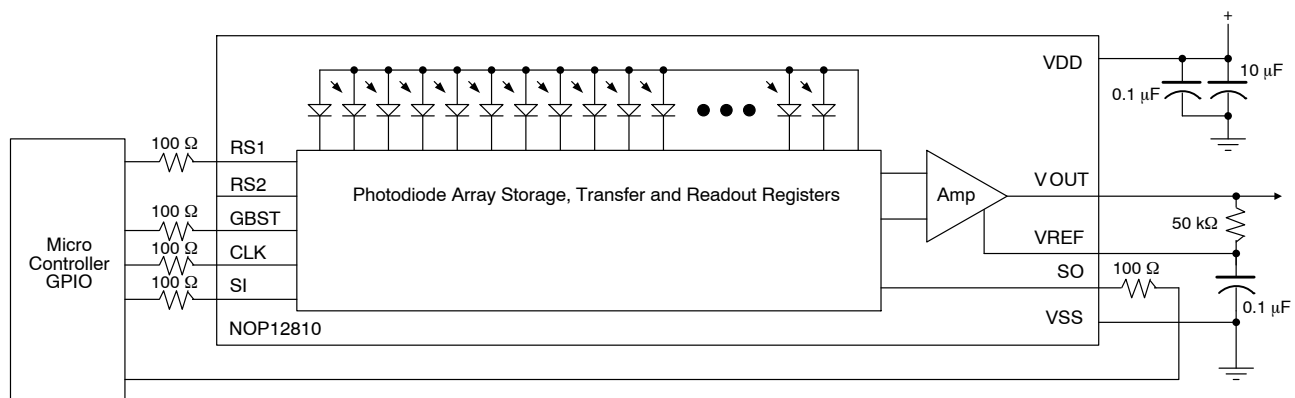 +
VDD
10 μF
0.1 μF
100 Ω
RS1
RS2
Photodiode Array Storage, Transfer and Readout Registers
Amp
VOUT
100 Ω
GBST
50 kΩ
Micro
Controller
GPIO
100 Ω
CLK
VREF
100 Ω
SI
SO
100 Ω
0.1 μF
NOP12810
VSS